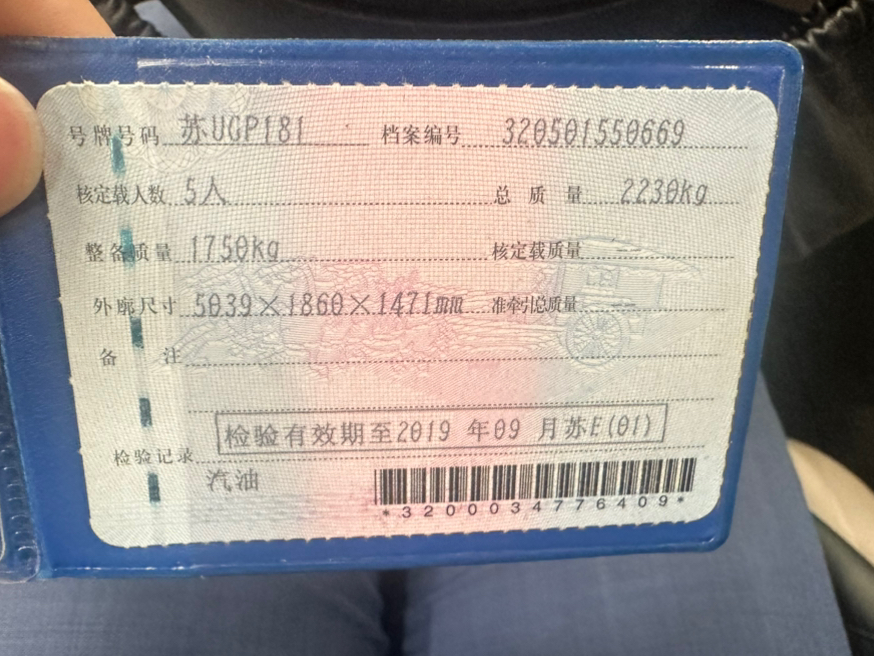 号牌号码 苏UGP181 档案编号 320501550669
核定载人数 5人 总质量 2230kg
整备质量 1750kg 核定载质量 --
外廓尺寸 5039×1860×1471mm 准牵引总质量 --
备注
检验有效期至2019年09月苏E(01)
检验记录
汽油
*3200034776409*